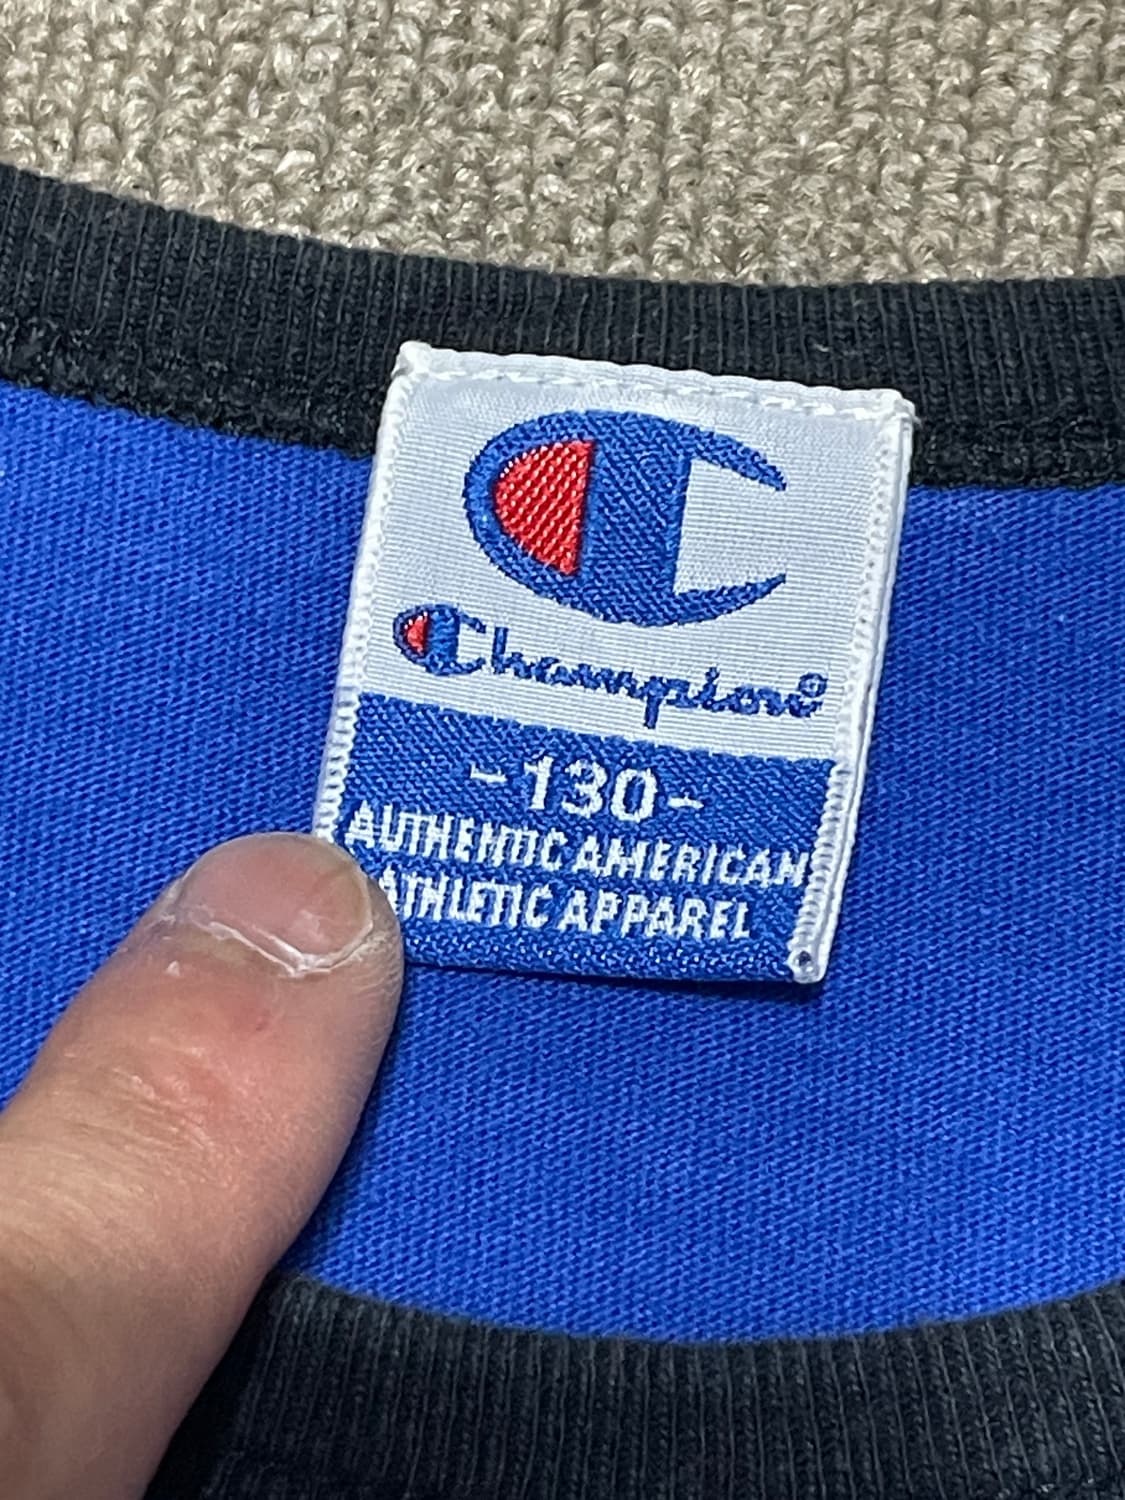 Champion®
-130-
AUTHENTIC AMERICAN
ATHLETIC APPAREL